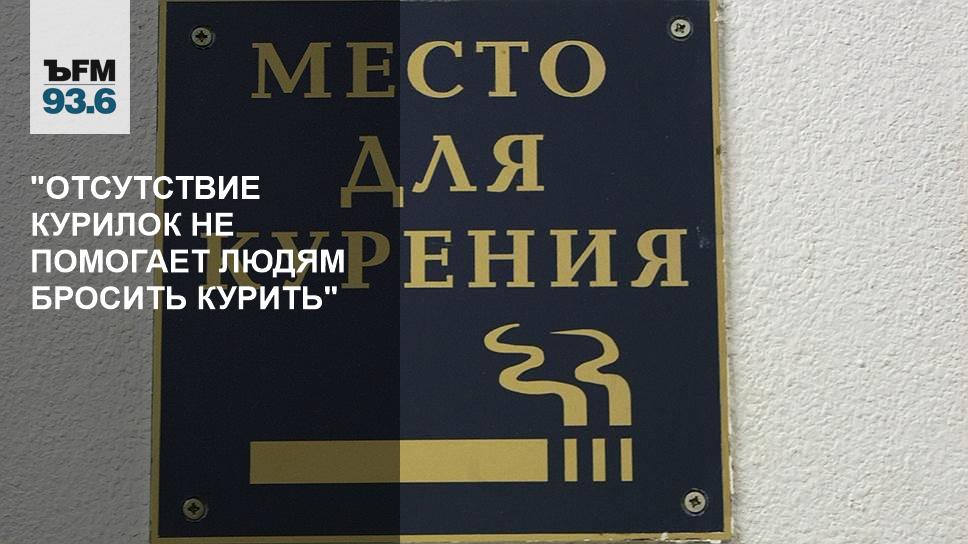 ЪFM
93.6
"ОТСУТСТВИЕ
КУРИЛОК НЕ
ПОМОГАЕТ ЛЮДЯМ
БРОСИТЬ КУРИТЬ"
МЕСТО
ДЛЯ
КУРЕНИЯ